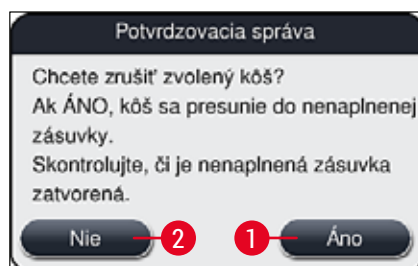 Potvrdzovacia správa
Chcete zrušiť zvolený kôš?
Ak ÁNO, kôš sa presunie do nenaplnenej
zásuvky.
Skontrolujte, či je nenaplnená zásuvka
zatvorená.
Nie 2 1 Áno